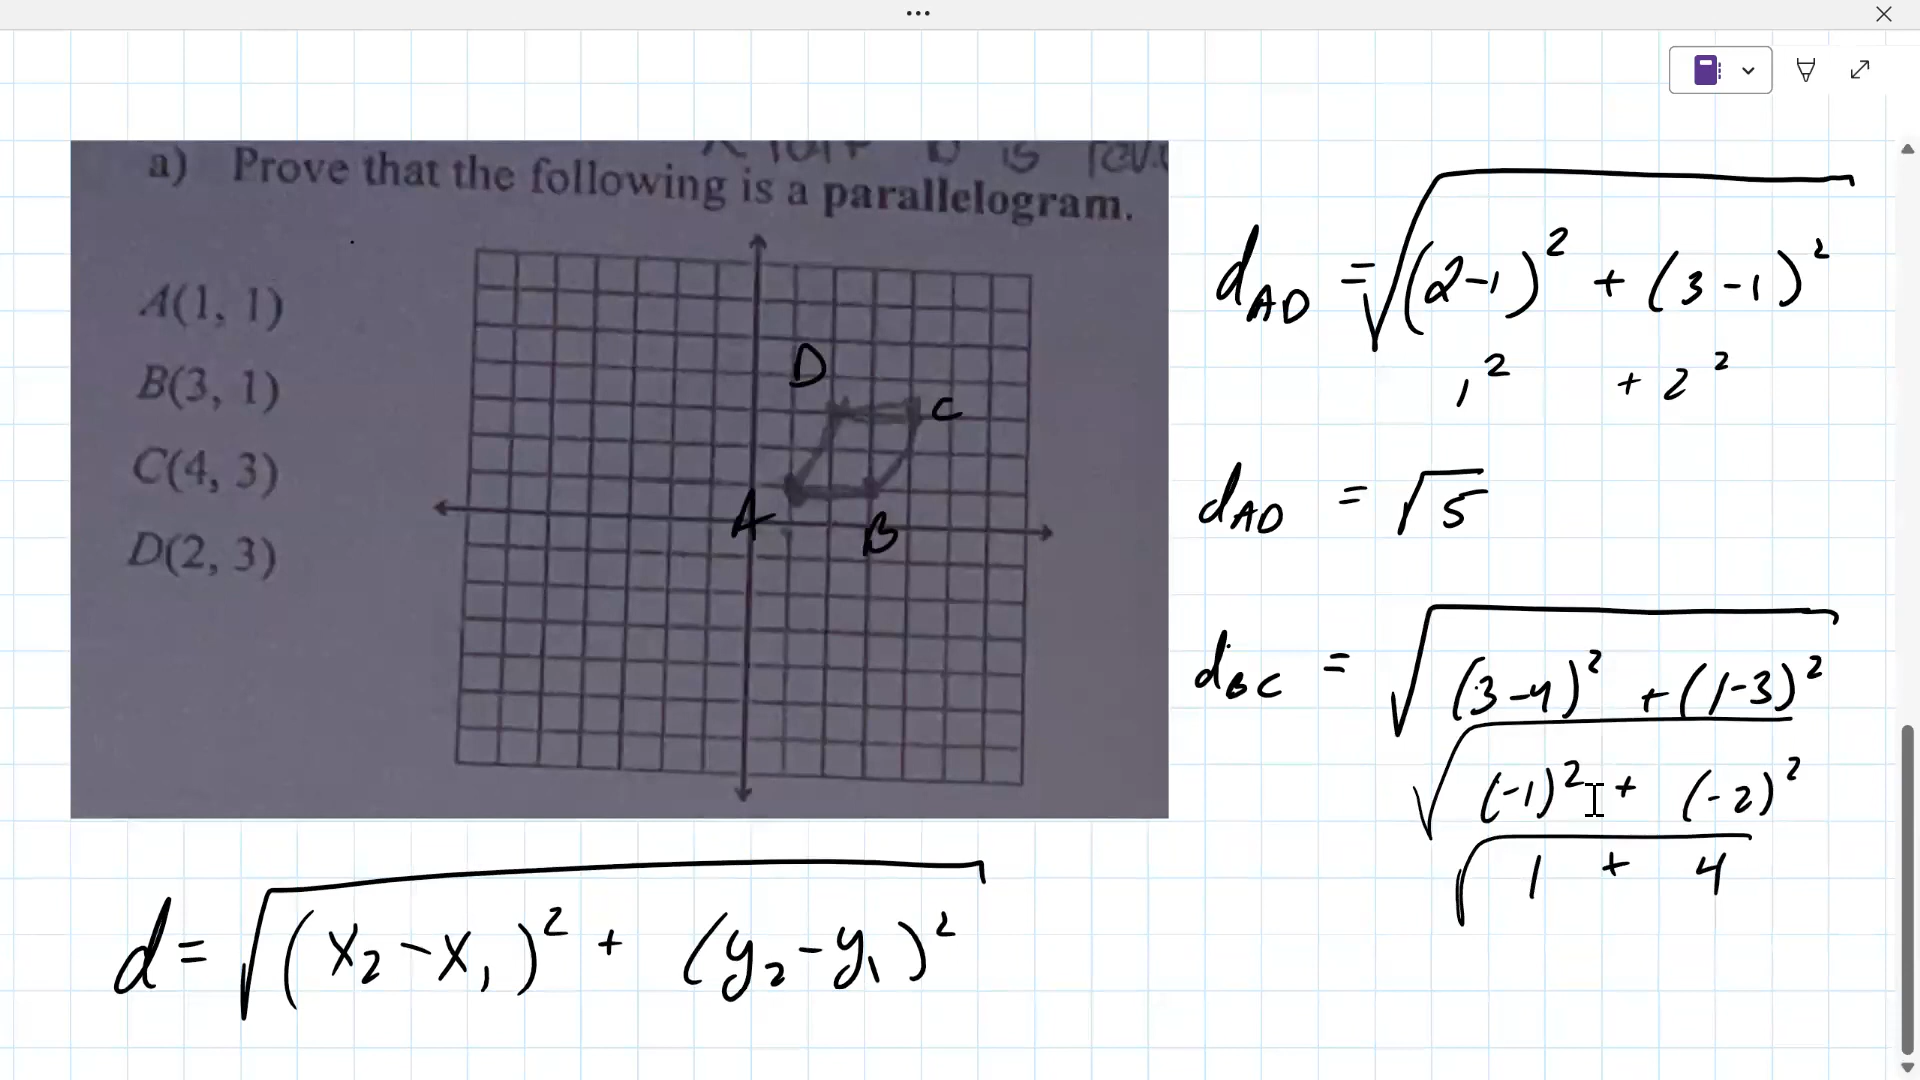 a) Prove that the following is a parallelogram.
A(1, 1)
B(3, 1)
C(4, 3)
D(2, 3)
D
C
A
B
d = √(x₂ - x₁)² + (y₂ - y₁)²
d_AD = √(2-1)² + (3-1)²
1² + 2²
d_AD = √5
d_BC = √(3-4)² + (1-3)²
√(-1)² + (-2)²
√1 + 4